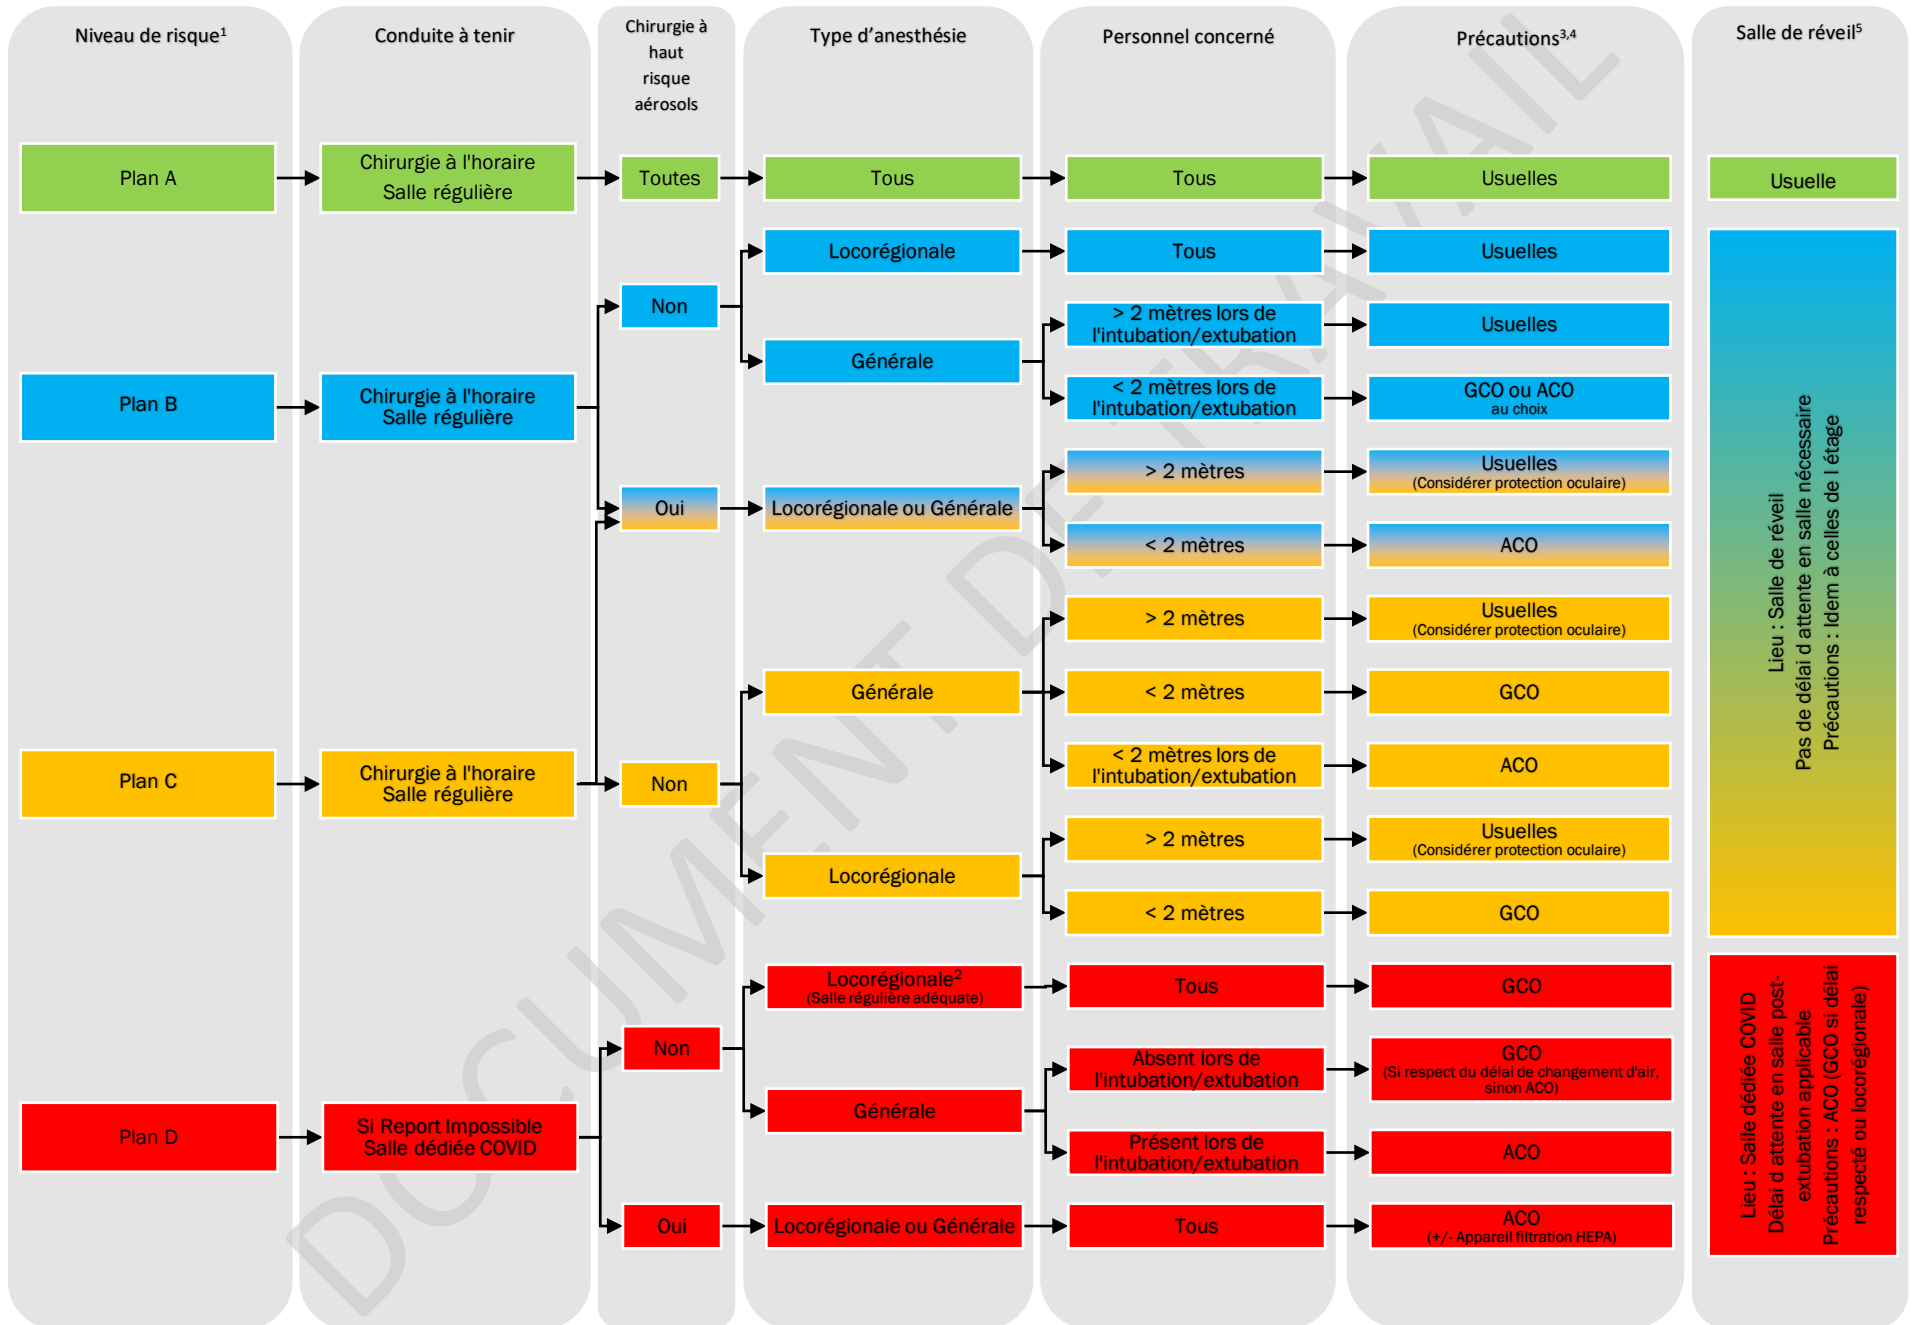 Niveau de risque¹
Conduite à tenir
Chirurgie à
haut
risque
aérosols
Type d'anesthésie
Personnel concerné
Précautions³,⁴
Salle de réveil⁵
Plan A
Chirurgie à l'horaire
Salle régulière
Toutes
Tous
Tous
Usuelles
Usuelle
Locorégionale
Tous
Usuelles
Non
> 2 mètres lors de
l'intubation/extubation
Usuelles
Générale
Plan B
Chirurgie à l'horaire
Salle régulière
< 2 mètres lors de
l'intubation/extubation
GCO ou ACO
au choix
> 2 mètres
Usuelles
(Considérer protection oculaire)
Oui
Locorégionale ou Générale
< 2 mètres
ACO
Lieu : Salle de réveil
Pas de délai d attente en salle nécessaire
Précautions : Idem à celles de l étage
> 2 mètres
Usuelles
(Considérer protection oculaire)
Générale
< 2 mètres
GCO
Plan C
Chirurgie à l'horaire
Salle régulière
Non
< 2 mètres lors de
l'intubation/extubation
ACO
> 2 mètres
Usuelles
(Considérer protection oculaire)
Locorégionale
< 2 mètres
GCO
Locorégionale²
(Salle régulière adéquate)
Tous
GCO
Non
Absent lors de
l'intubation/extubation
GCO
(Si respect du délai de changement d'air,
sinon ACO)
Générale
Plan D
Si Report Impossible
Salle dédiée COVID
Présent lors de
l'intubation/extubation
ACO
Oui
Locorégionale ou Générale
Tous
ACO
(+/- Appareil filtration HEPA)
Lieu : Salle dédiée COVID
Délai d attente en salle post-
extubation applicable
Précautions : ACO (GCO si délai
respecté ou locorégionale)
DOCUMENT DE TRAVAIL